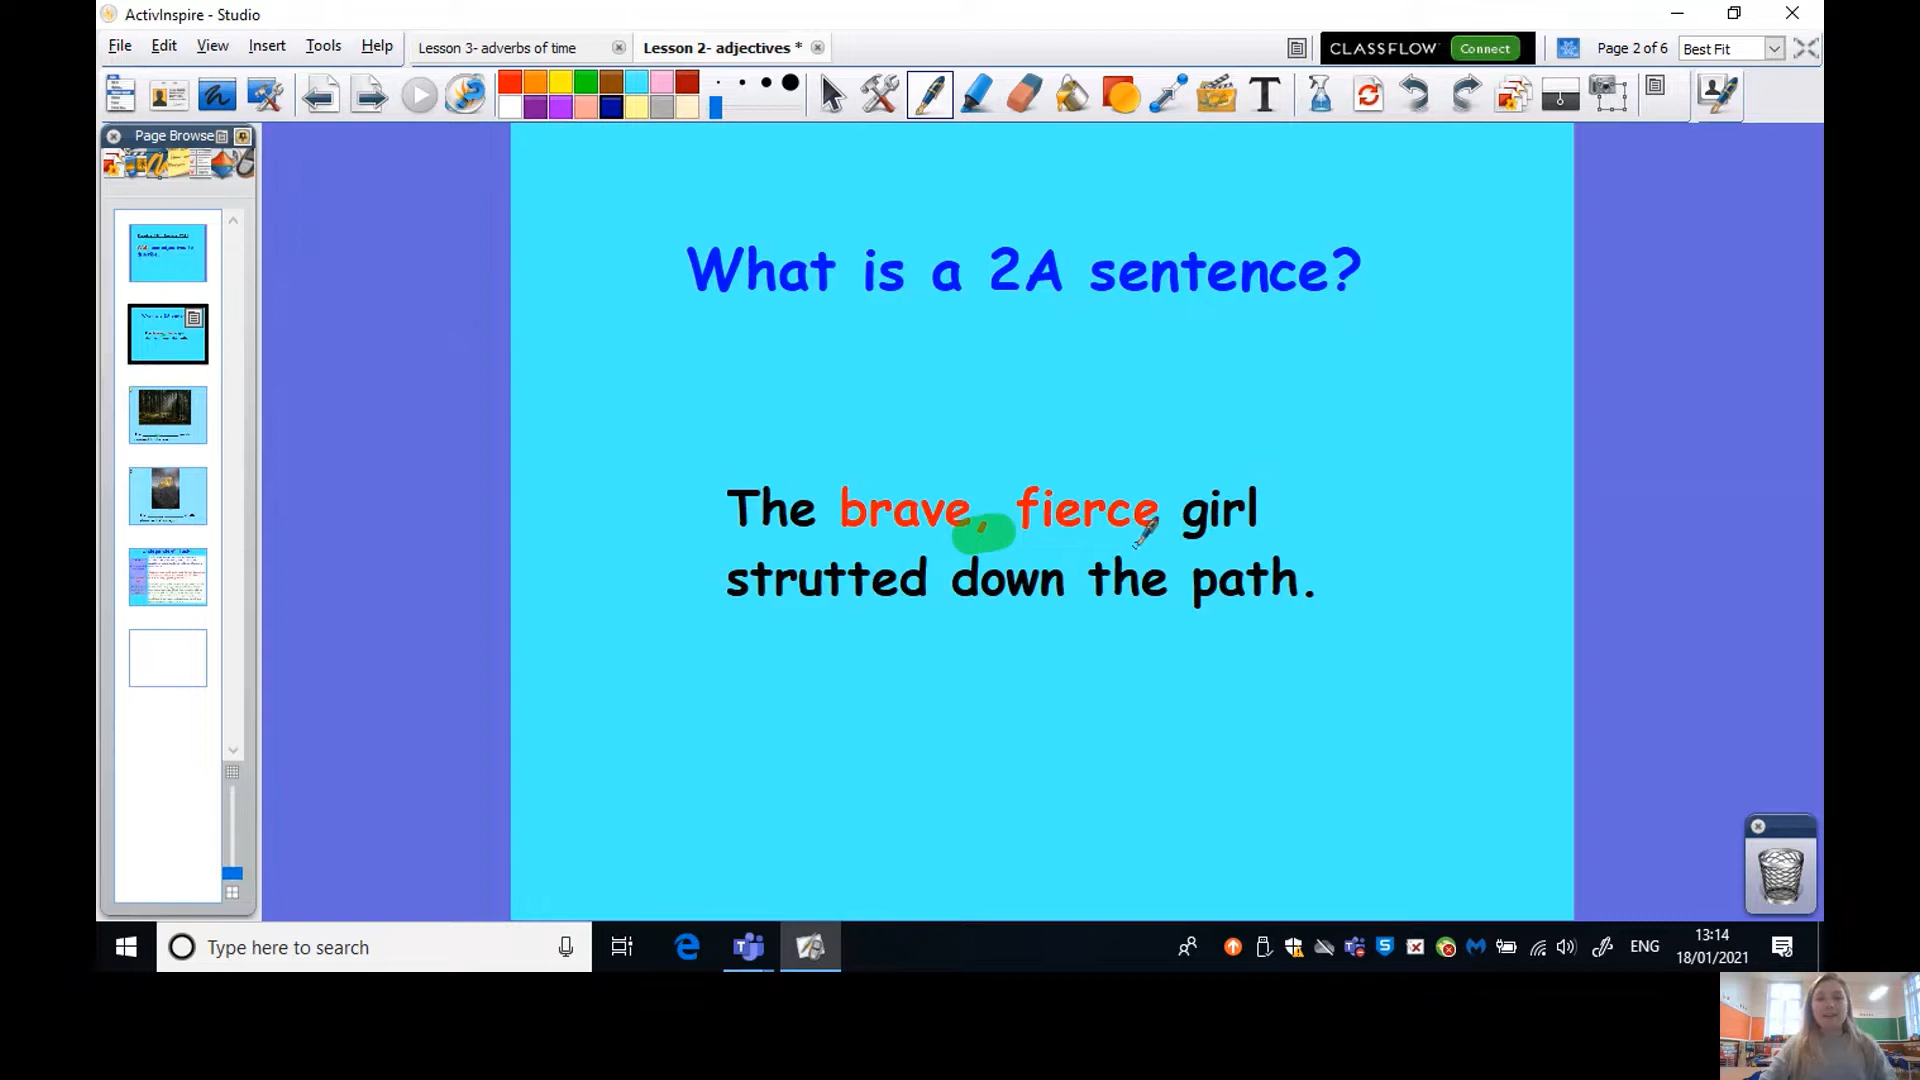 ActivInspire - Studio
File Edit View Insert Tools Help
Lesson 3- adverbs of time
Lesson 2- adjectives *
CLASSFLOW Connect
Page 2 of 6
Best Fit
Page Browse
What is a 2A sentence?
The brave, fierce girl
strutted down the path.
Type here to search
ENG
13:14
18/01/2021